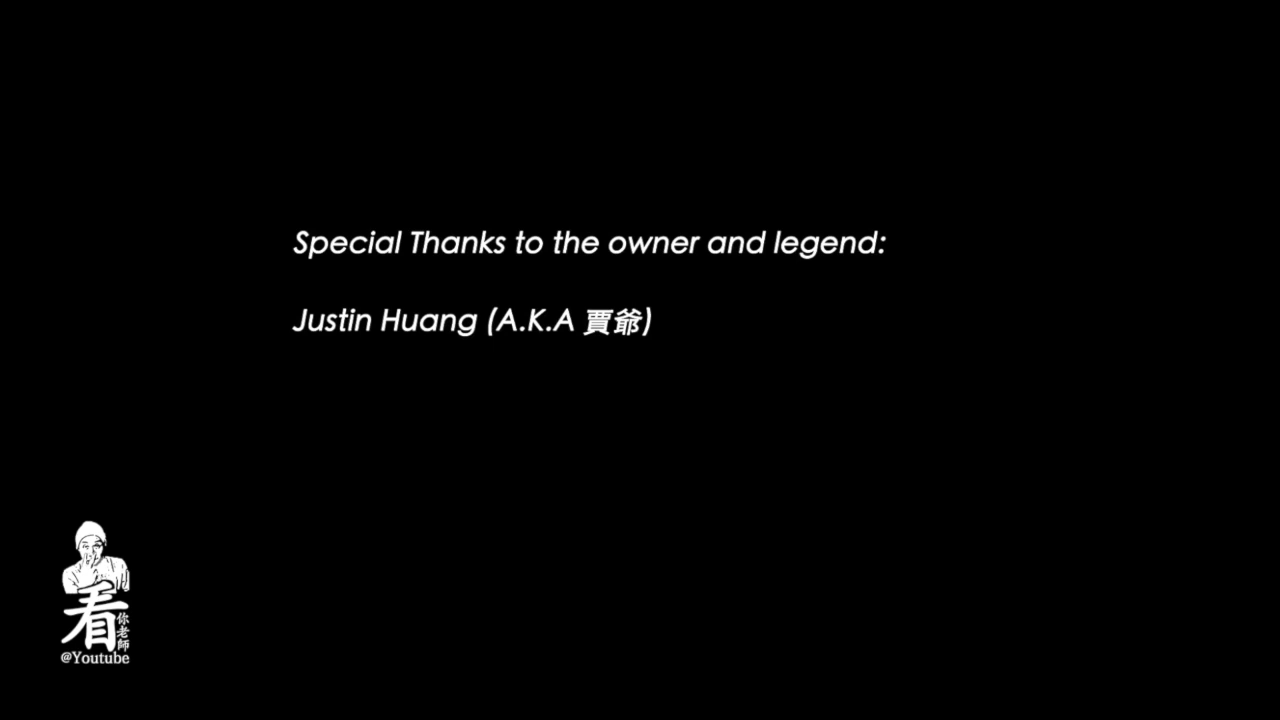 Special Thanks to the owner and legend:
Justin Huang (A.K.A 賈爺)
看
你老師
@Youtube